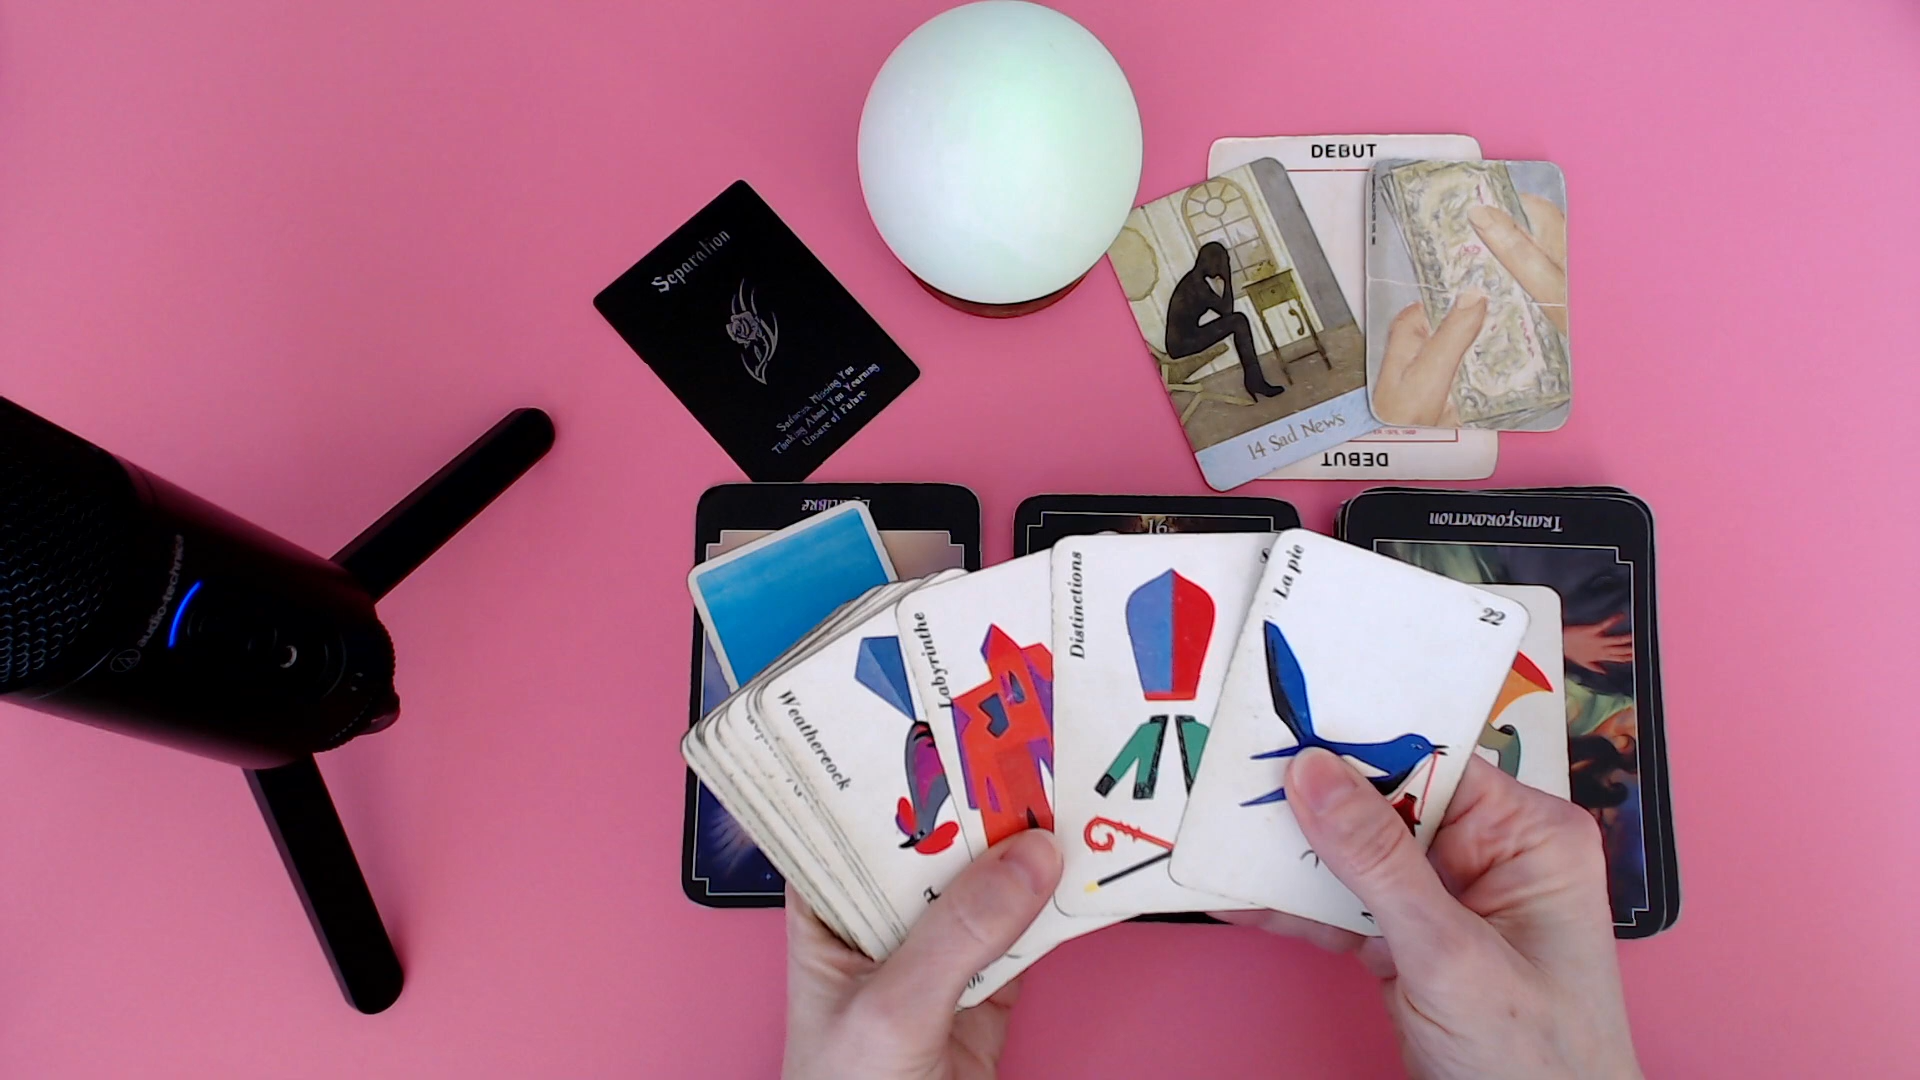 DEBUT
Separation
Sadness Missing You
Thinking About You Yearning
Unsure of Future
14 Sad News
DEBUT
16
Transformation
audio-technica
Weathercock
Labyrinthe
Distinctions
La pie
22